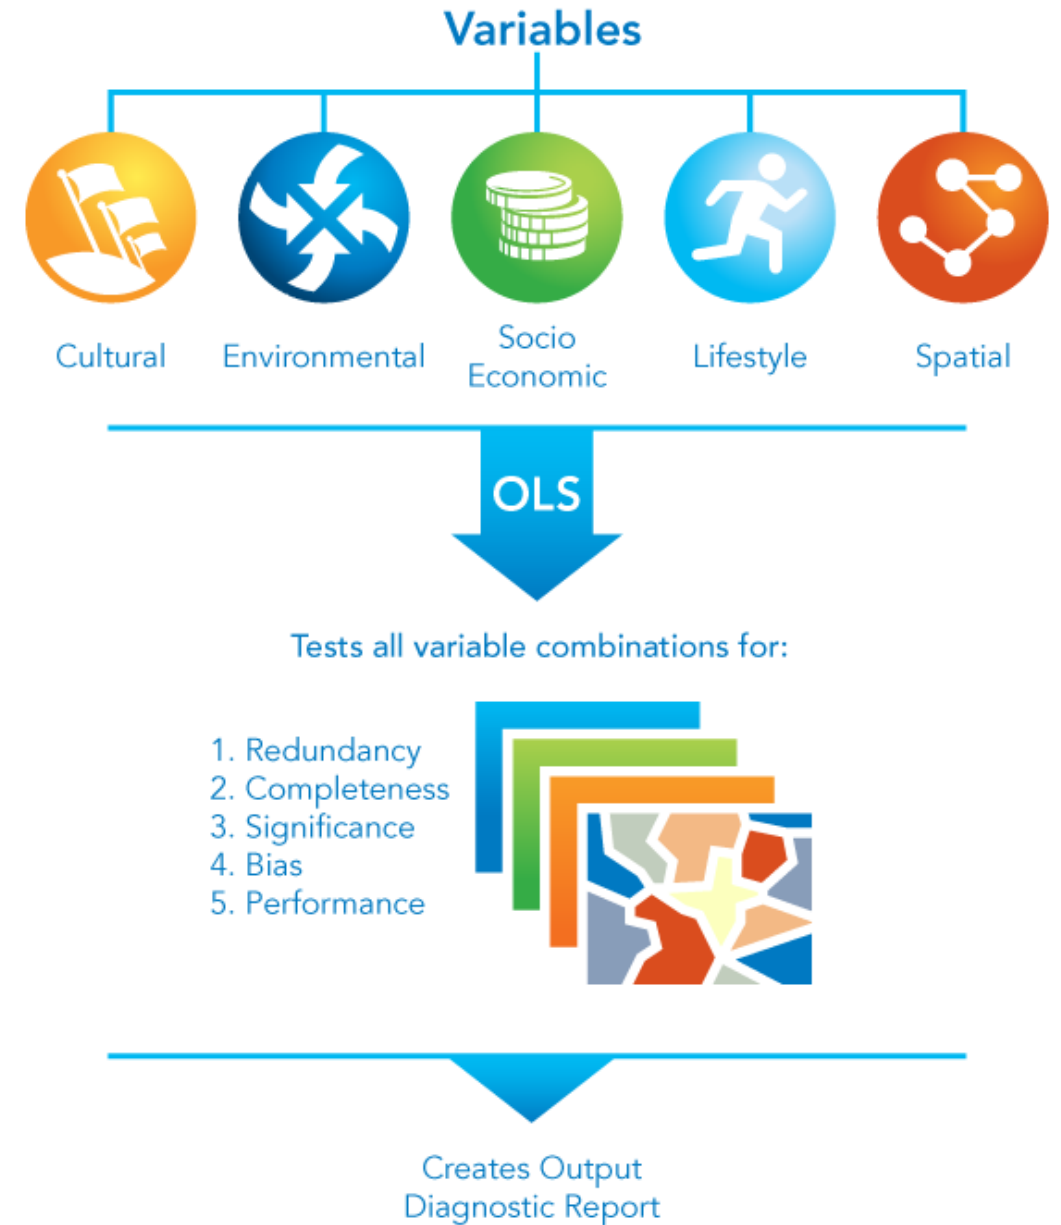 Variables
Cultural
Environmental
Socio
Economic
Lifestyle
Spatial
OLS
Tests all variable combinations for:
1. Redundancy
2. Completeness
3. Significance
4. Bias
5. Performance
Creates Output
Diagnostic Report